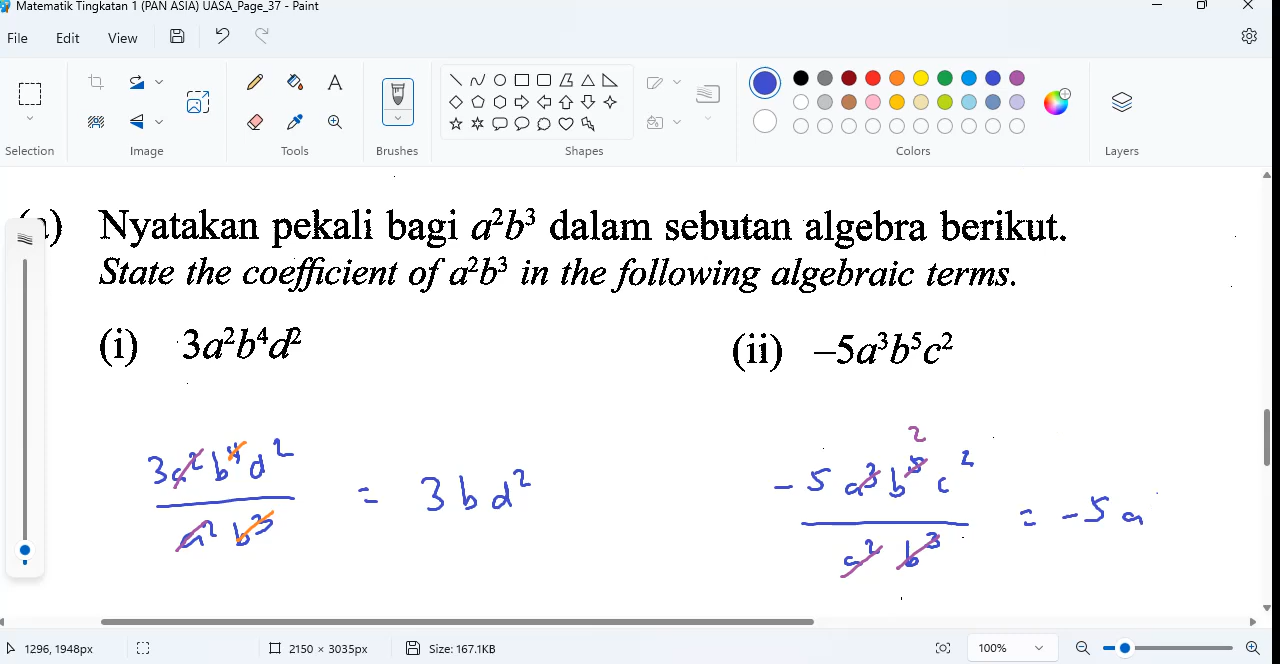 Matematik Tingkatan 1 (PAN ASIA) UASA_Page_37 - Paint
File Edit View
Selection Image Tools Brushes Shapes Colors Layers
Nyatakan pekali bagi a²b³ dalam sebutan algebra berikut.
State the coefficient of a²b³ in the following algebraic terms.
(i) 3a²b⁴d² (ii) –5a³b⁵c²
3a²b⁴d² / a²b³ = 3bd²
2
-5a³b⁵c² / a²b³ = -5a
1296, 1948px 2150 × 3035px Size: 167.1KB 100%